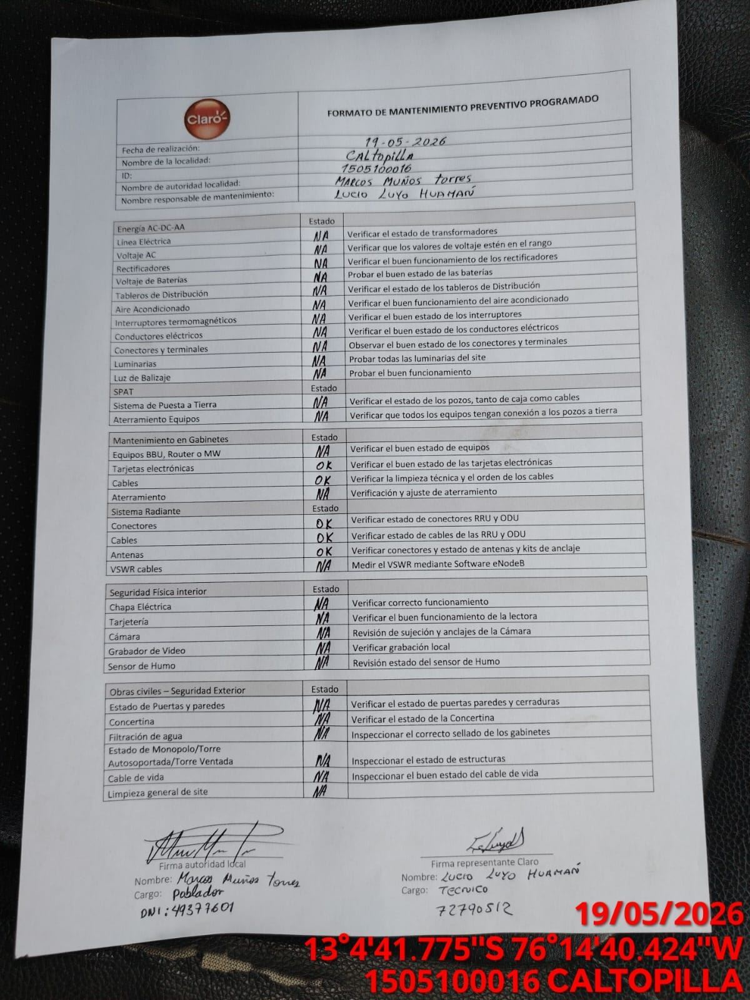 Claro
FORMATO DE MANTENIMIENTO PREVENTIVO PROGRAMADO
Fecha de realización: 19-05-2026
Nombre de la localidad: CALtopillA
ID: 1505100016
Nombre de autoridad localidad: MARCOS MUÑOS torres
Nombre responsable de mantenimiento: LUCIO LUYO HUAMAÑ
Energía AC-DC-AA Estado
Línea Eléctrica NA Verificar el estado de transformadores
Voltaje AC NA Verificar que los valores de voltaje estén en el rango
Rectificadores NA Verificar el buen funcionamiento de los rectificadores
Voltaje de Baterías NA Probar el buen estado de las baterías
Tableros de Distribución NA Verificar el estado de los tableros de Distribución
Aire Acondicionado NA Verificar el buen funcionamiento del aire acondicionado
Interruptores termomagnéticos NA Verificar el buen estado de los interruptores
Conductores eléctricos NA Verificar el buen estado de los conductores eléctricos
Conectores y terminales NA Observar el buen estado de los conectores y terminales
Luminarias NA Probar todas las luminarias del site
Luz de Balizaje NA Probar el buen funcionamiento
SPAT Estado
Sistema de Puesta a Tierra NA Verificar el estado de los pozos, tanto de caja como cables
Aterramiento Equipos NA Verificar que todos los equipos tengan conexión a los pozos a tierra
Mantenimiento en Gabinetes Estado
Equipos BBU, Router o MW NA Verificar el buen estado de equipos
Tarjetas electrónicas OK Verificar el buen estado de las tarjetas electrónicas
Cables OK Verificar la limpieza técnica y el orden de los cables
Aterramiento NA Verificación y ajuste de aterramiento
Sistema Radiante Estado
Conectores OK Verificar estado de conectores RRU y ODU
Cables OK Verificar estado de cables de las RRU y ODU
Antenas OK Verificar conectores y estado de antenas y kits de anclaje
VSWR cables NA Medir el VSWR mediante Software eNodeB
Seguridad Física interior Estado
Chapa Eléctrica NA Verificar correcto funcionamiento
Tarjetería NA Verificar el buen funcionamiento de la lectora
Cámara NA Revisión de sujeción y anclajes de la Cámara
Grabador de Video NA Verificar grabación local
Sensor de Humo NA Revisión estado del sensor de Humo
Obras civiles – Seguridad Exterior Estado
Estado de Puertas y paredes NA Verificar el estado de puertas paredes y cerraduras
Concertina NA Verificar el estado de la Concertina
Filtración de agua NA Inspeccionar el correcto sellado de los gabinetes
Estado de Monopolo/Torre
Autosoportada/Torre Ventada NA Inspeccionar el estado de estructuras
Cable de vida NA Inspeccionar el buen estado del cable de vida
Limpieza general de site NA
Firma autoridad local
Nombre: Marcos Muños Torres
Cargo: Poblador
DNI: 49377601
Firma representante Claro
Nombre: LUCIO LUYO HUAMAÑ
Cargo: TECNICO
72790512
19/05/2026
13°4'41.775"S 76°14'40.424"W
1505100016 CALTOPILLA